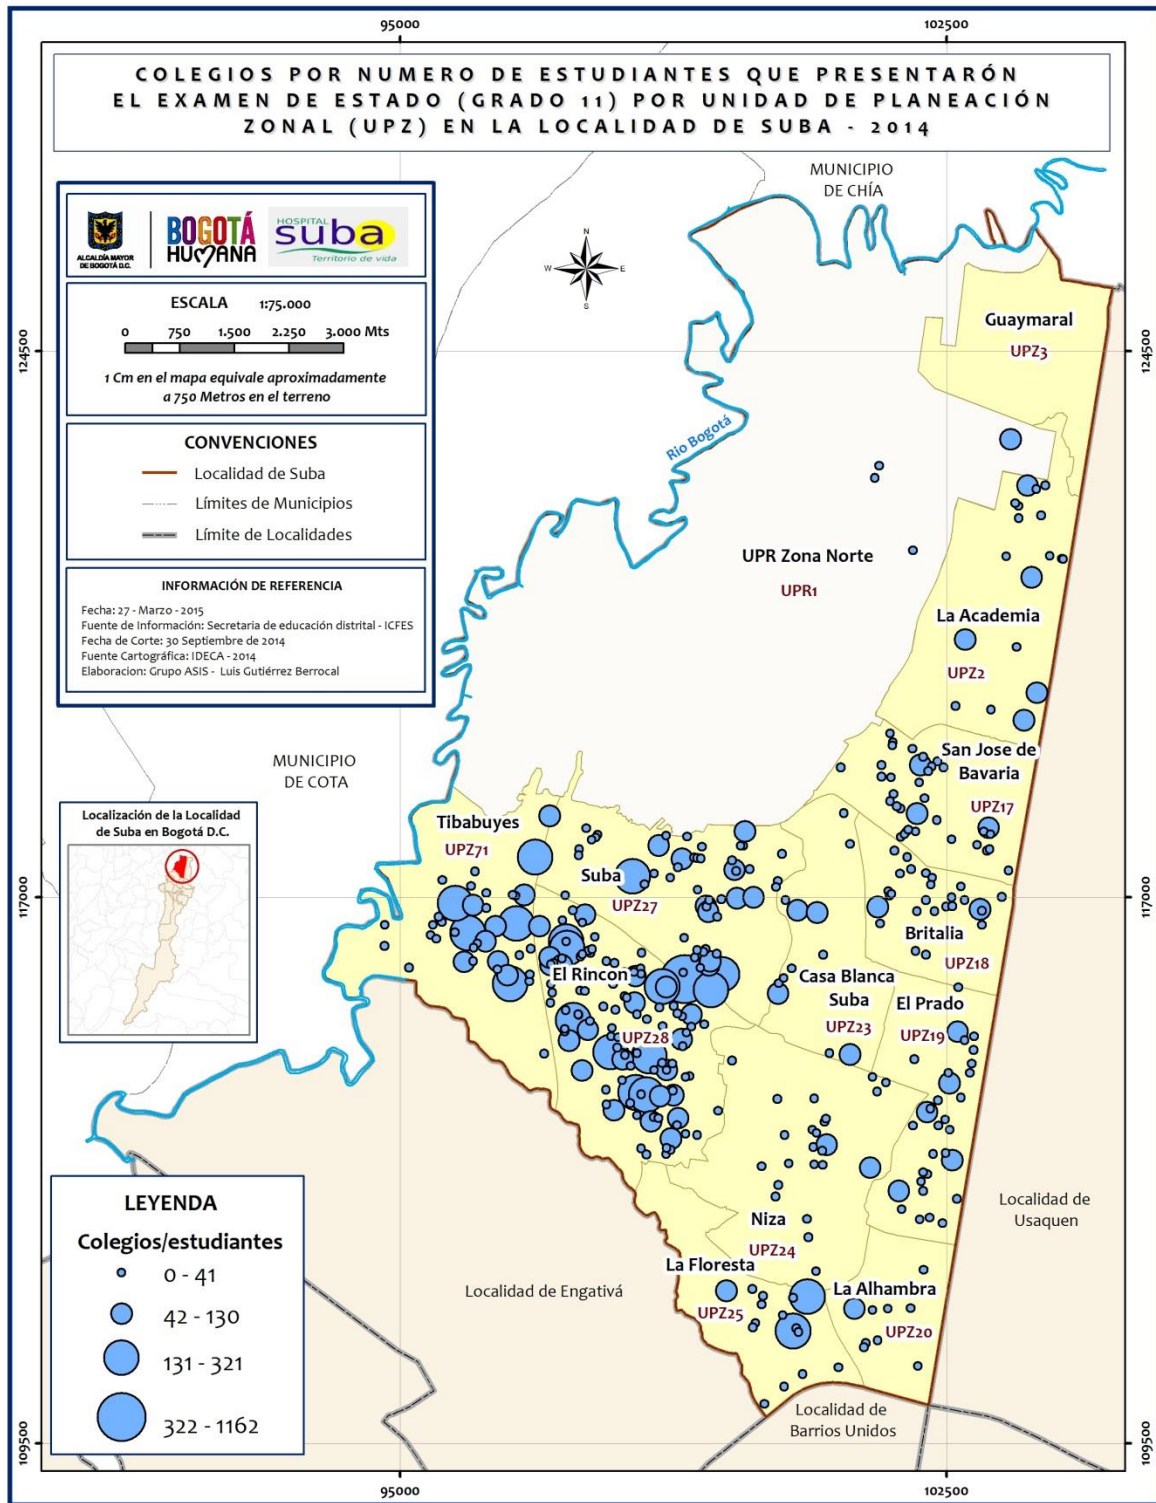 95000
102500
COLEGIOS POR NUMERO DE ESTUDIANTES QUE PRESENTARÓN
EL EXAMEN DE ESTADO (GRADO 11) POR UNIDAD DE PLANEACIÓN
ZONAL (UPZ) EN LA LOCALIDAD DE SUBA - 2014
MUNICIPIO
DE CHÍA
ALCALDÍA MAYOR
DE BOGOTÁ D.C.
BOGOTÁ
HUMANA
HOSPITAL
suba
Territorio de vida
N
W
E
S
ESCALA 1:75.000
0 750 1.500 2.250 3.000 Mts
1 Cm en el mapa equivale aproximadamente
a 750 Metros en el terreno
CONVENCIONES
Localidad de Suba
Límites de Municipios
Límite de Localidades
INFORMACIÓN DE REFERENCIA
Fecha: 27 - Marzo - 2015
Fuente de Información: Secretaria de educación distrital - ICFES
Fecha de Corte: 30 Septiembre de 2014
Fuente Cartográfica: IDECA - 2014
Elaboracion: Grupo ASIS - Luis Gutiérrez Berrocal
124500
124500
Guaymaral
UPZ3
Rio Bogotá
UPR Zona Norte
UPR1
La Academia
UPZ2
MUNICIPIO
DE COTA
San Jose de
Bavaria
UPZ17
Localización de la Localidad
de Suba en Bogotá D.C.
Tibabuyes
UPZ71
Suba
UPZ27
117000
117000
Britalia
UPZ18
El Rincon
UPZ28
Casa Blanca
Suba
UPZ23
El Prado
UPZ19
LEYENDA
Colegios/estudiantes
0 - 41
42 - 130
131 - 321
322 - 1162
Localidad de
Usaquen
Niza
UPZ24
La Floresta
UPZ25
Localidad de Engativá
La Alhambra
UPZ20
Localidad de
Barrios Unidos
109500
109500
95000
102500